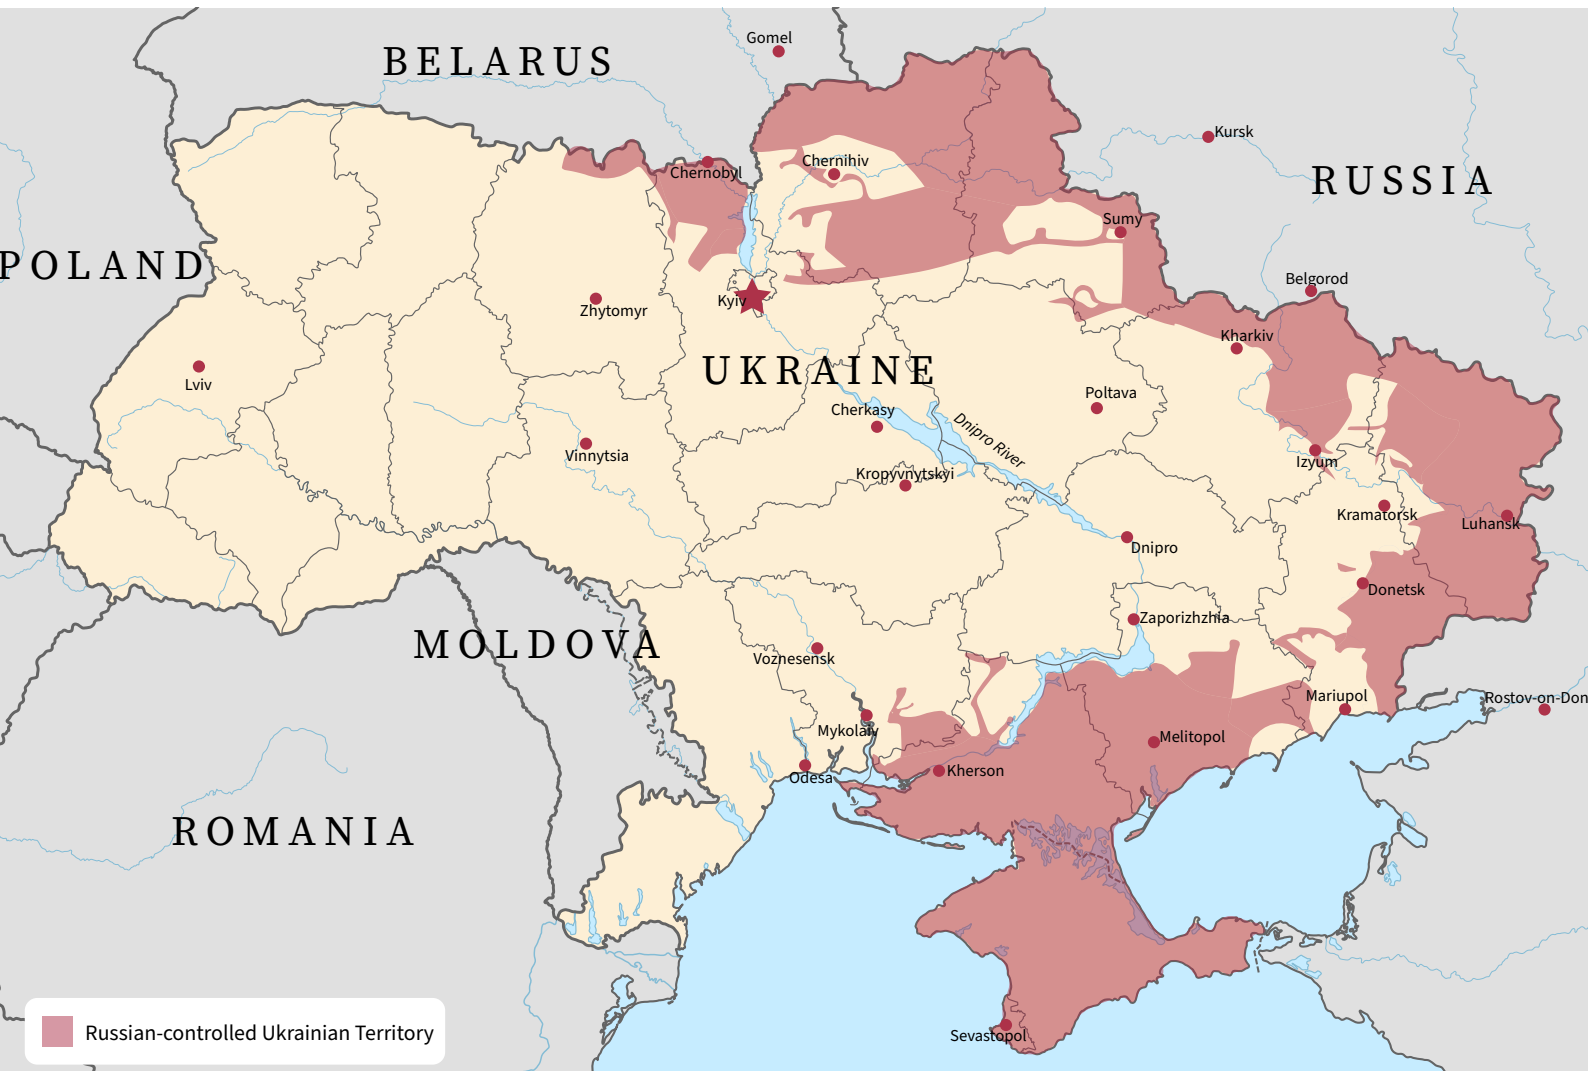 Gomel
BELARUS
Kursk
Chernihiv
Chernobyl
RUSSIA
Sumy
POLAND
Belgorod
Kyiv
Zhytomyr
Kharkiv
UKRAINE
Lviv
Poltava
Cherkasy
Dnipro River
Vinnytsia
Izyum
Kropyvnytskyi
Kramatorsk
Luhansk
Dnipro
Donetsk
Zaporizhzhia
MOLDOVA
Voznesensk
Mariupol
Rostov-on-Don
Mykolaiv
Melitopol
Kherson
Odesa
ROMANIA
Russian-controlled Ukrainian Territory
Sevastopol